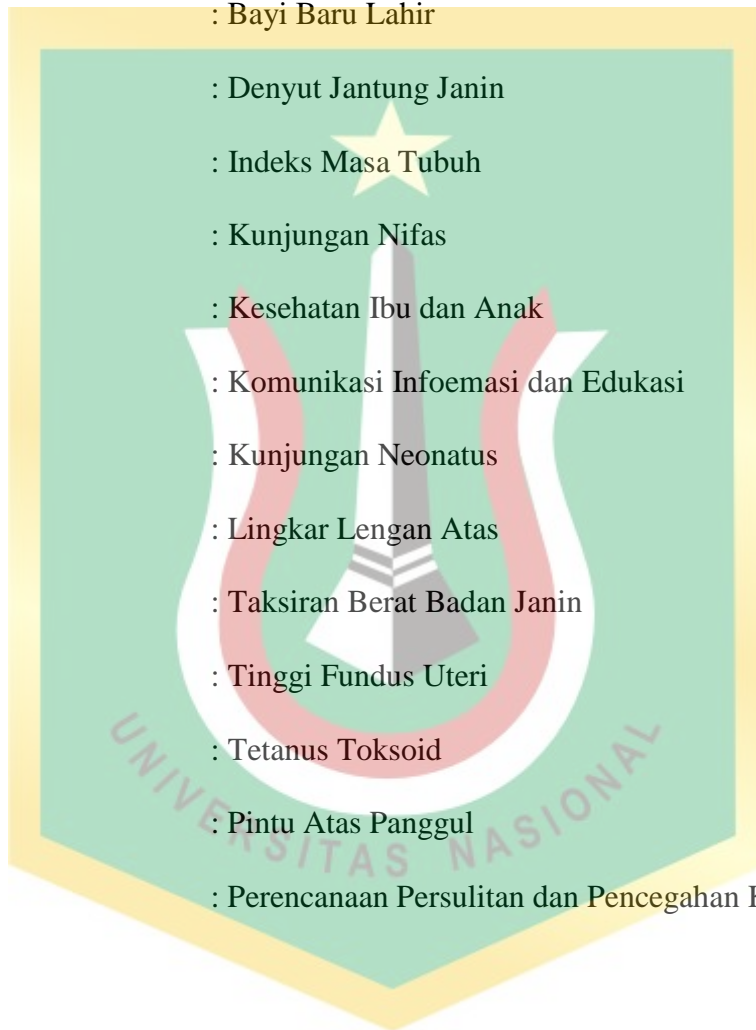 : Bayi Baru Lahir
: Denyut Jantung Janin
: Indeks Masa Tubuh
: Kunjungan Nifas
: Kesehatan Ibu dan Anak
: Komunikasi Infoemasi dan Edukasi
: Kunjungan Neonatus
: Lingkar Lengan Atas
: Taksiran Berat Badan Janin
: Tinggi Fundus Uteri
: Tetanus Toksoid
: Pintu Atas Panggul
: Perencanaan Persulitan dan Pencegahan
UNIVERSITAS NASIONAL